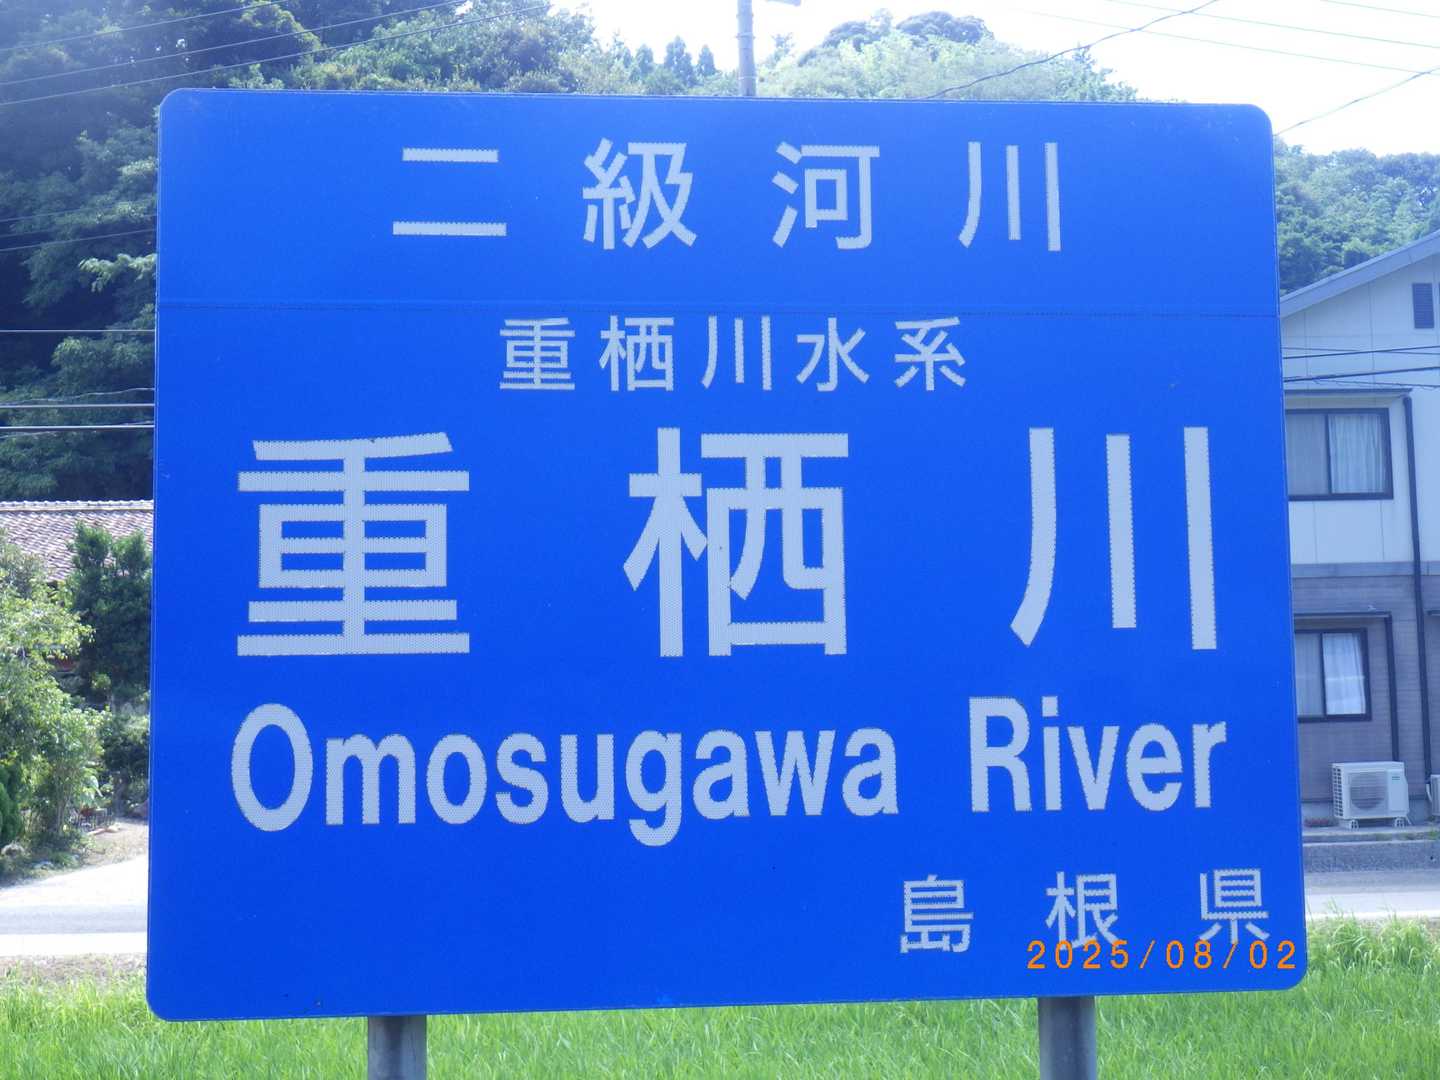 二級河川
重栖川水系
重栖川
Omosugawa River
島根県
2025/08/02